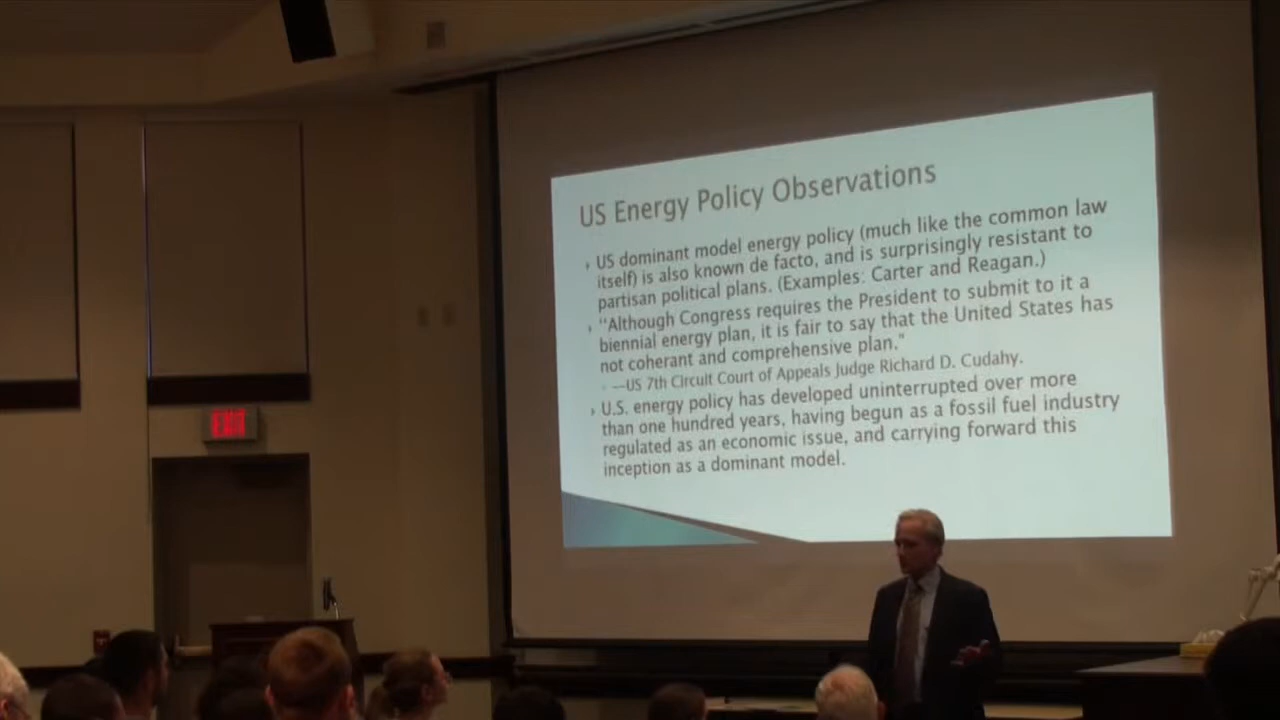 US Energy Policy Observations
US dominant model energy policy (much like the common law
itself) is also known de facto, and is surprisingly resistant to
partisan political plans. (Examples: Carter and Reagan.)
"Although Congress requires the President to submit to it a
biennial energy plan, it is fair to say that the United States has
not coherant and comprehensive plan."
—US 7th Circuit Court of Appeals Judge Richard D. Cudahy.
U.S. energy policy has developed uninterrupted over more
than one hundred years, having begun as a fossil fuel industry
regulated as an economic issue, and carrying forward this
inception as a dominant model.
EXIT